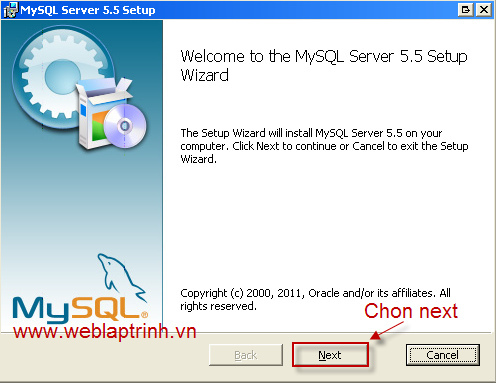 MySQL Server 5.5 Setup
Welcome to the MySQL Server 5.5 Setup
Wizard
The Setup Wizard will install MySQL Server 5.5 on your
computer. Click Next to continue or Cancel to exit the Setup
Wizard.
MySQL®
Copyright (c) 2000, 2011, Oracle and/or its affiliates. All
rights reserved.
Chon next
www.weblaptrinh.vn
Back
Next
Cancel